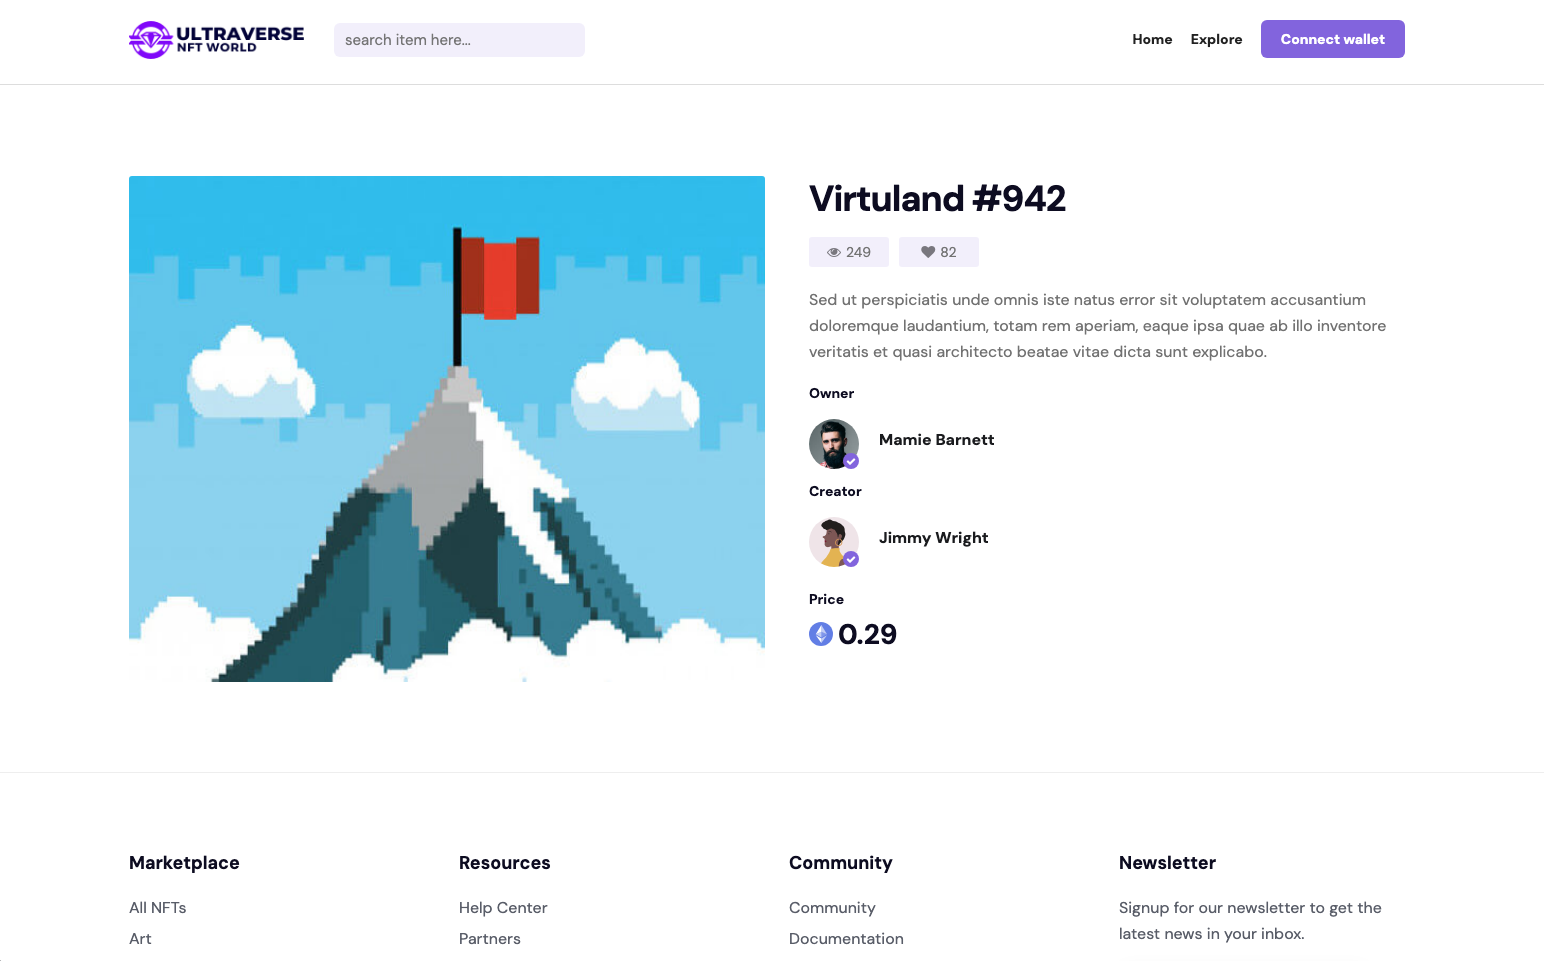 ULTRAVERSE
NFT WORLD
search item here...
Home
Explore
Connect wallet
Virtuland #942
249
82
Sed ut perspiciatis unde omnis iste natus error sit voluptatem accusantium
doloremque laudantium, totam rem aperiam, eaque ipsa quae ab illo inventore
veritatis et quasi architecto beatae vitae dicta sunt explicabo.
Owner
Mamie Barnett
Creator
Jimmy Wright
Price
0.29
Marketplace
All NFTs
Art
Resources
Help Center
Partners
Community
Community
Documentation
Newsletter
Signup for our newsletter to get the
latest news in your inbox.